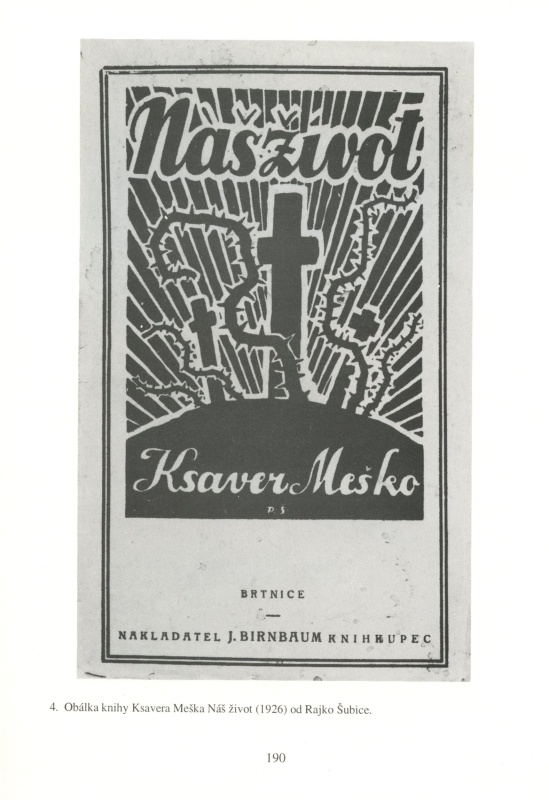 Naš život
Ksaver Meško
BRTNICE
NAKLADATEL J. BIRNBAUM KNIHKUPEC
4. Obálka knihy Ksavera Meška Náš život (1926) od Rajko Šubice.
190